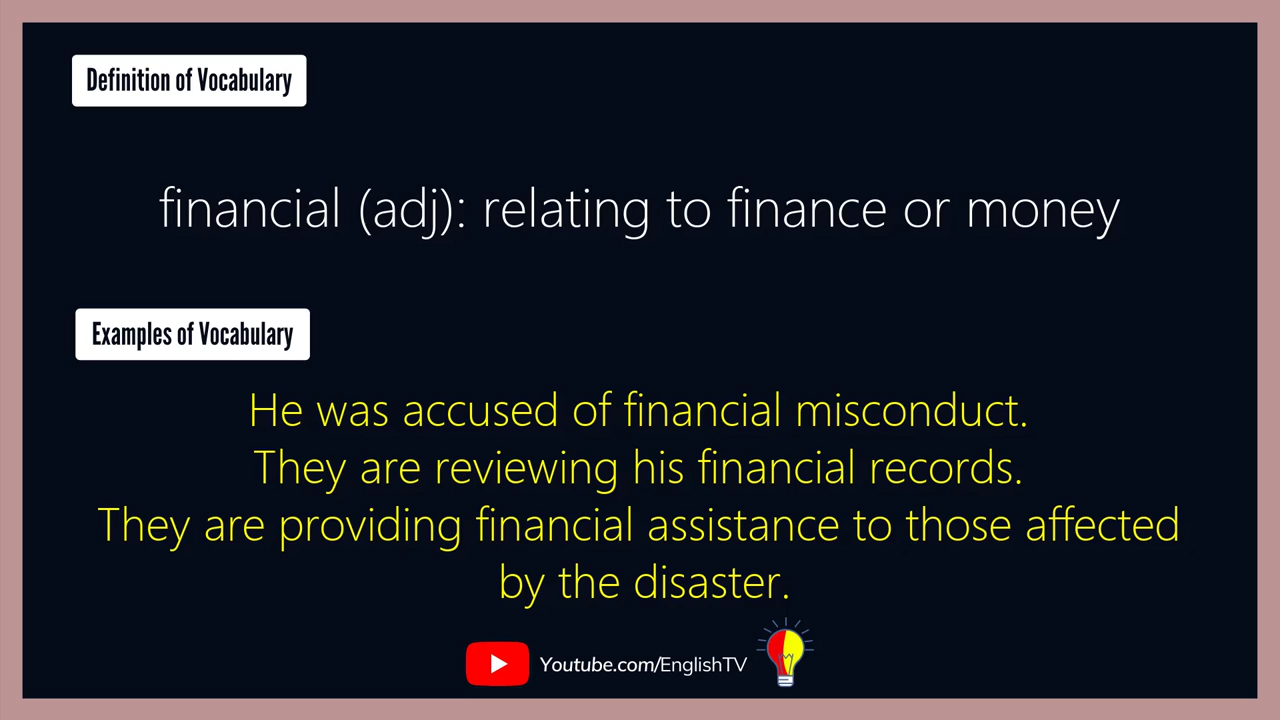 Definition of Vocabulary
financial (adj): relating to finance or money
Examples of Vocabulary
He was accused of financial misconduct.
They are reviewing his financial records.
They are providing financial assistance to those affected
by the disaster.
Youtube.com/EnglishTV